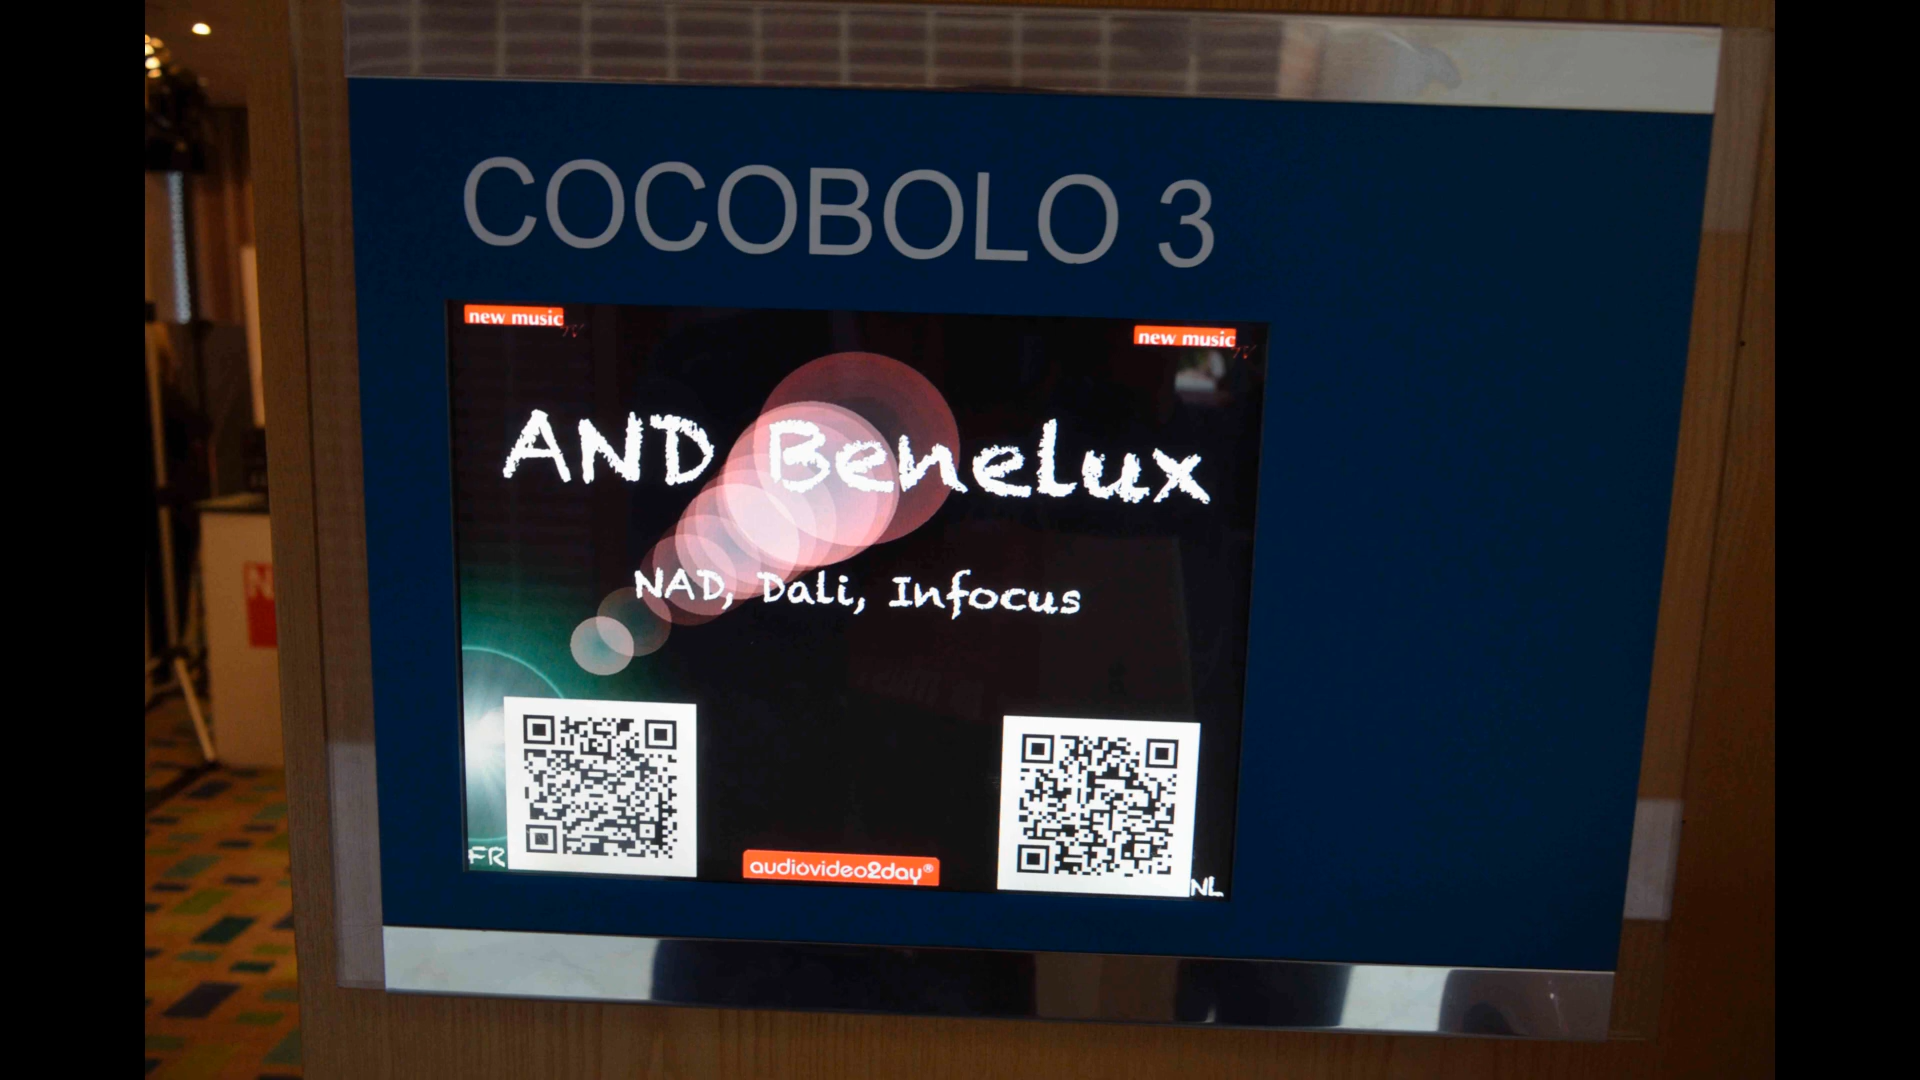 COCOBOLO 3
new music
new music
AND Benelux
NAD, Dali, Infocus
FR
audiovideo2day®
NL